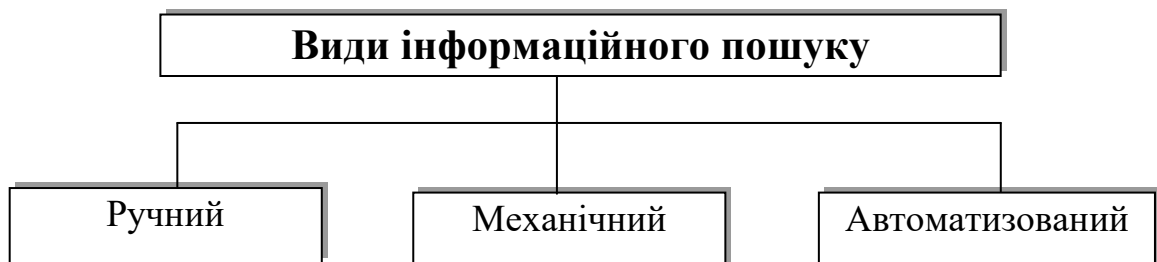 Види інформаційного пошуку
Ручний
Механічний
Автоматизований